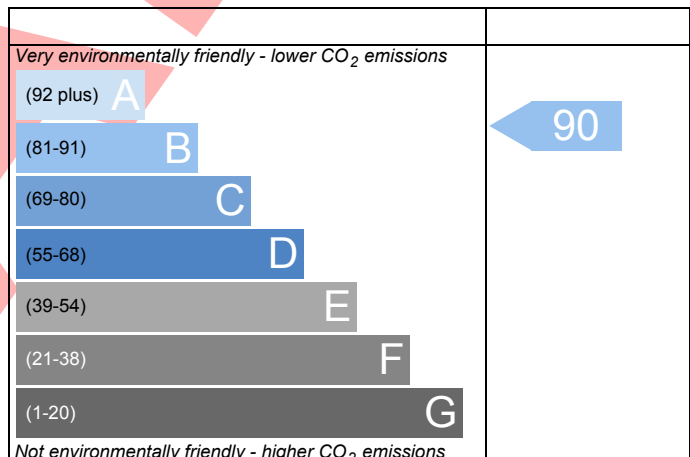 Very environmentally friendly - lower CO2 emissions
(92 plus) A
90
(81-91) B
(69-80) C
(55-68) D
(39-54) E
(21-38) F
(1-20) G
Not environmentally friendly - higher CO2 emissions